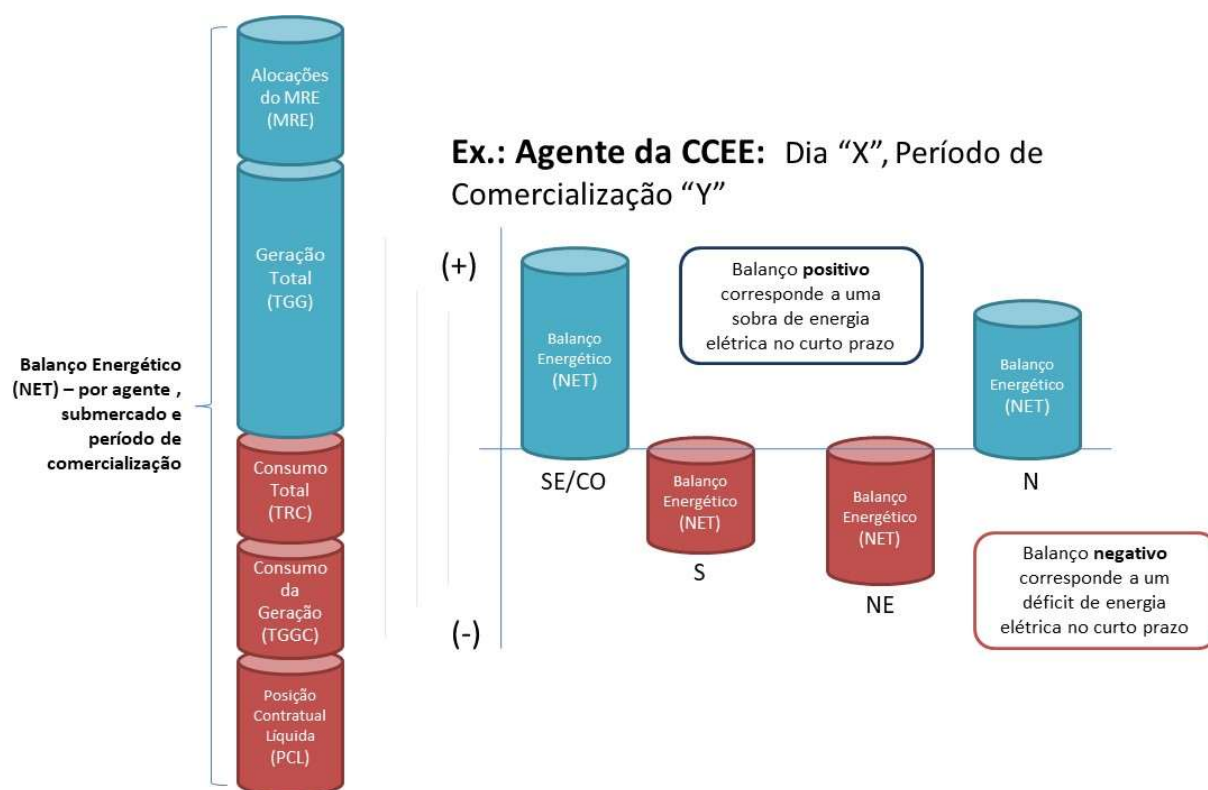 Alocações
do MRE
(MRE)
Geração
Total
(TGG)
Consumo
Total
(TRC)
Consumo
da
Geração
(TGGC)
Posição
Contratual
Líquida
(PCL)
Balanço Energético
(NET) – por agente ,
submercado e
período de
comercialização
Ex.: Agente da CCEE: Dia “X”, Período de
Comercialização “Y”
(+)
(-)
Balanço
Energético
(NET)
SE/CO
Balanço
Energético
(NET)
S
Balanço
Energético
(NET)
NE
Balanço
Energético
(NET)
N
Balanço positivo
corresponde a uma
sobra de energia
elétrica no curto prazo
Balanço negativo
corresponde a um
déficit de energia
elétrica no curto prazo